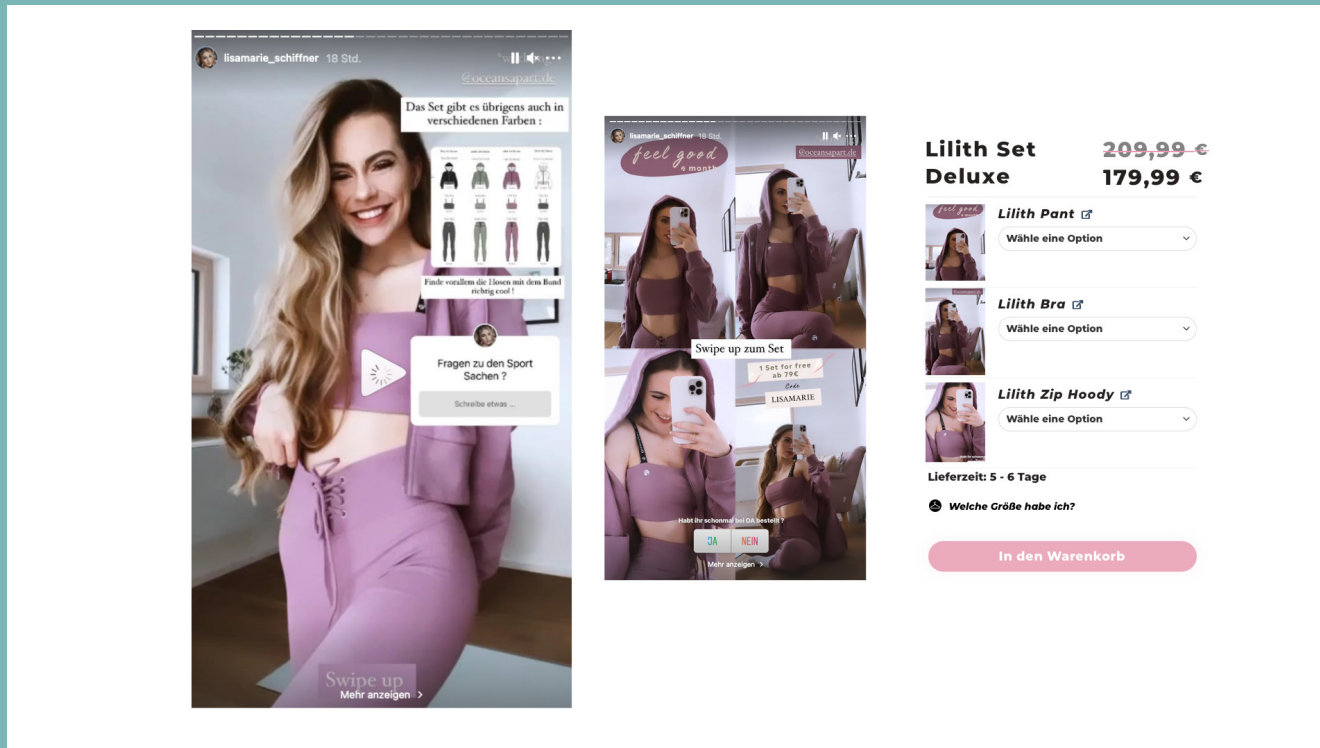 lisamarie_schiffner 18 Std.
@oceansapart.de
Das Set gibt es übrigens auch in
verschiedenen Farben :
Finde vorallem die Hosen mit dem Band
richtig cool !
Fragen zu den Sport
Sachen ?
Schreibe etwas ...
Swipe up
Mehr anzeigen >
lisamarie_schiffner 18 Std.
feel good
month
@oceansapart.de
Swipe up zum Set
1 Set for free
ab 79€
Code
LISAMARIE
Habt ihr schonmal bei OA bestellt ?
JA NEIN
Mehr anzeigen >
Lilith Set 209,99 €
Deluxe 179,99 €
feel good
Lilith Pant
Wähle eine Option
Lilith Bra
Wähle eine Option
Lilith Zip Hoody
Wähle eine Option
Lieferzeit: 5 - 6 Tage
Welche Größe habe ich?
In den Warenkorb